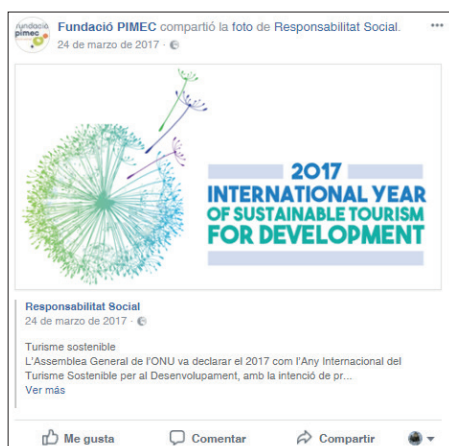 fundació
pimec
Fundació PIMEC compartió la foto de Responsabilitat Social.
24 de marzo de 2017 ·
2017
INTERNATIONAL YEAR
OF SUSTAINABLE TOURISM
FOR DEVELOPMENT
Responsabilitat Social
24 de marzo de 2017 ·
Turisme sostenible
L'Assemblea General de l'ONU va declarar el 2017 com l'Any Internacional del
Turisme Sostenible per al Desenvolupament, amb la intenció de pr...
Ver más
Me gusta Comentar Compartir